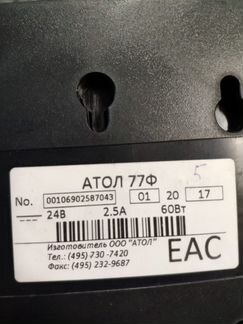 АТОЛ 77Ф 5
No. 00106902587043 01 20 17
24В 2.5А 60Вт
Изготовитель ООО "АТОЛ"
Тел.: (495) 730 -7420
Факс: (495) 232-9687
EAC